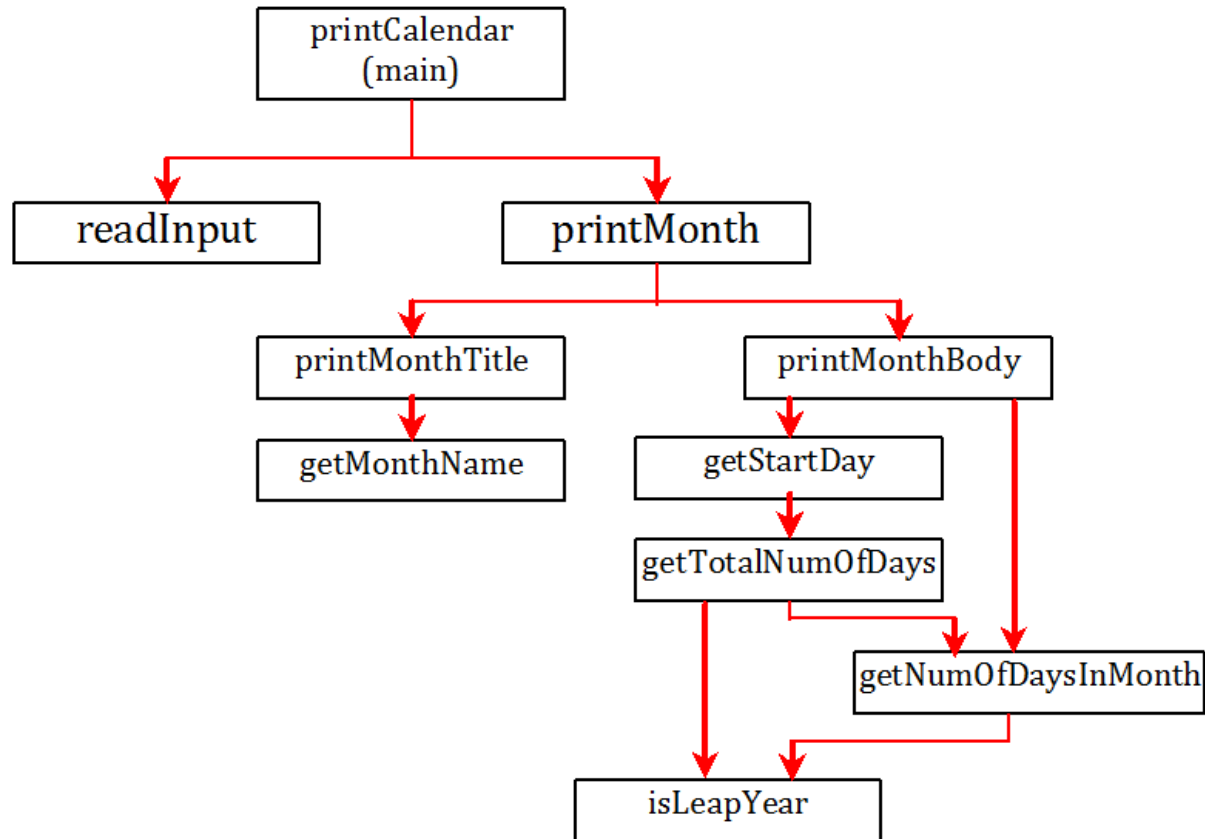 printCalendar
(main)
readInput
printMonth
printMonthTitle
printMonthBody
getMonthName
getStartDay
getTotalNumOfDays
getNumOfDaysInMonth
isLeapYear